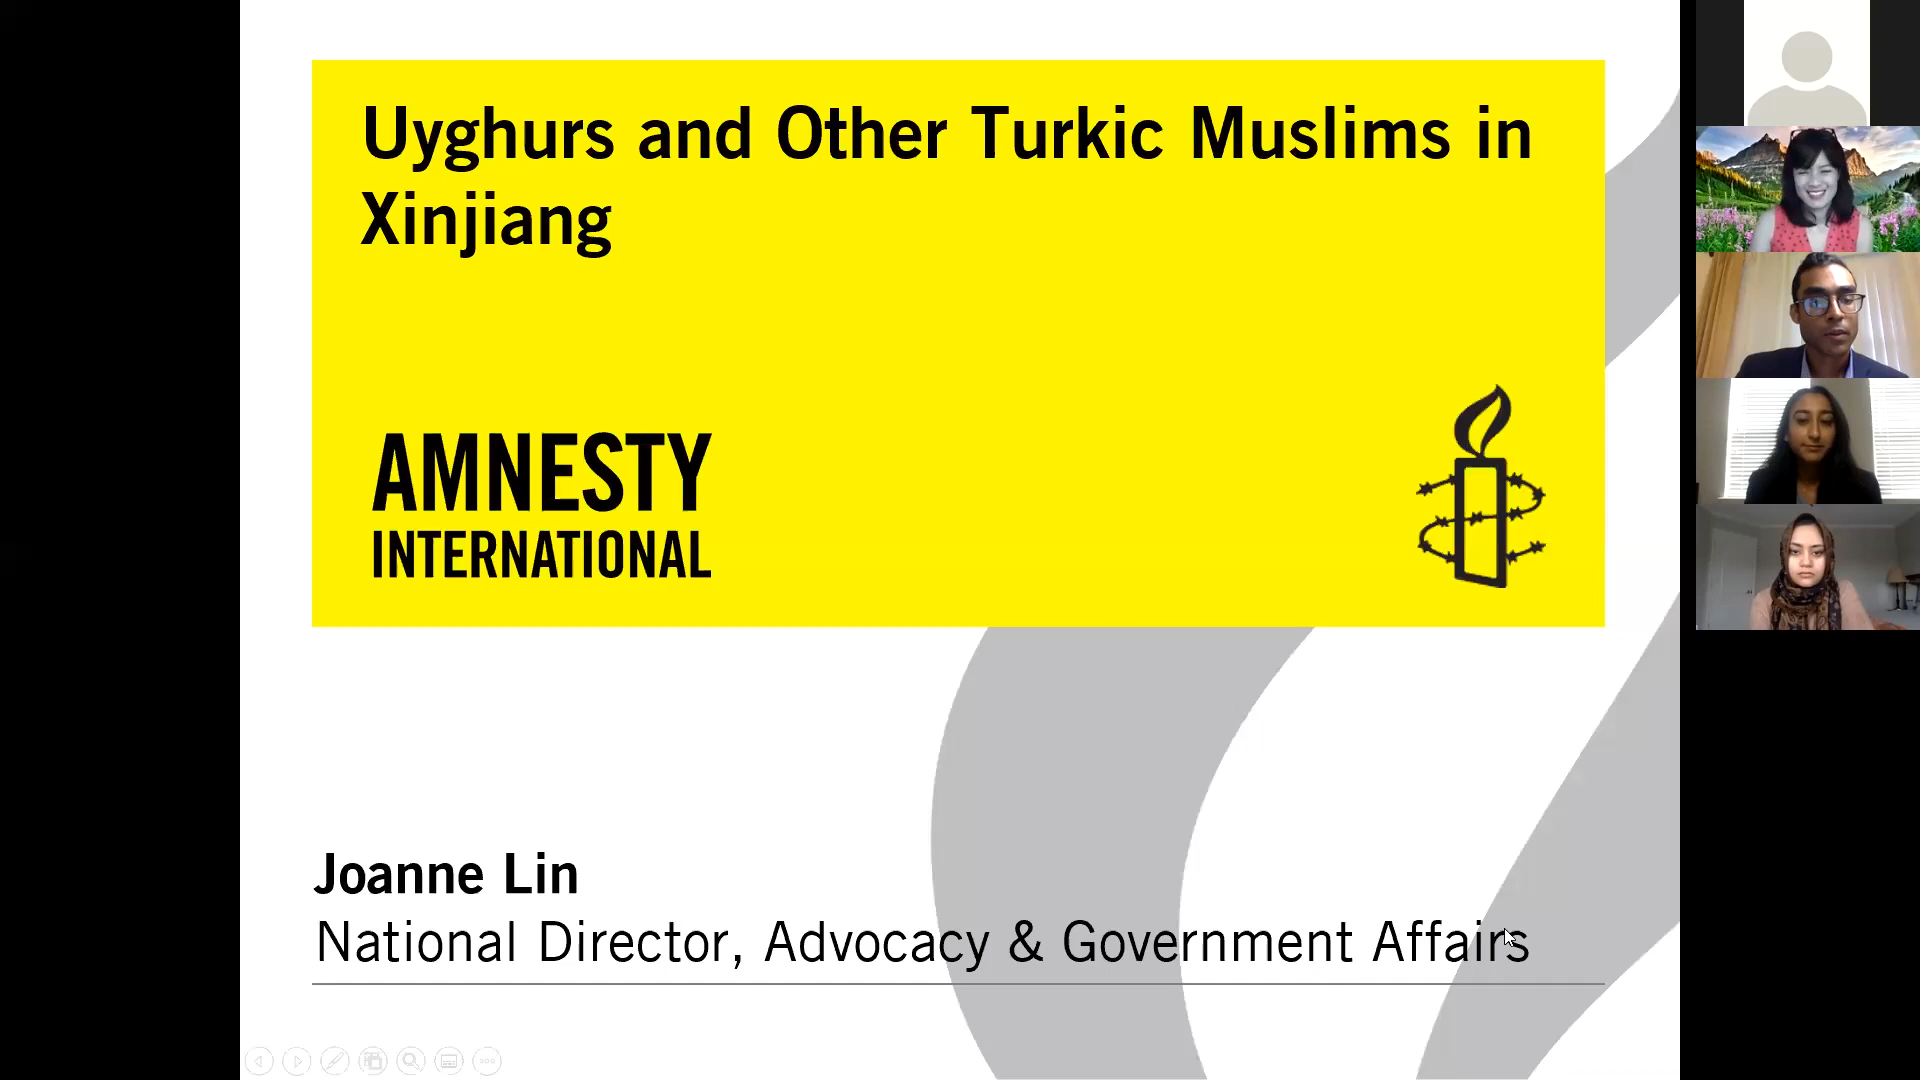 Uyghurs and Other Turkic Muslims in
Xinjiang
AMNESTY
INTERNATIONAL
Joanne Lin
National Director, Advocacy & Government Affairs